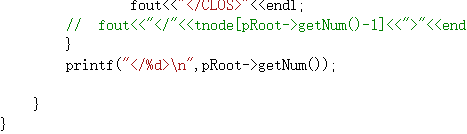 fout<<"</CLOS>"<<endl;
//  fout<<"</"<<tnode[pRoot->getNum()-1]<<">"<<end
}
printf("</%d>\n",pRoot->getNum());
}
}